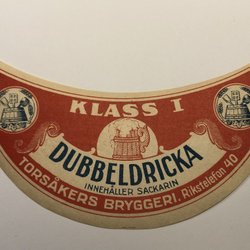 KLASS I
DUBBELDRICKA
INNEHÅLLER SACKARIN
TORSÅKERS BRYGGERI. Rikstelefon 40